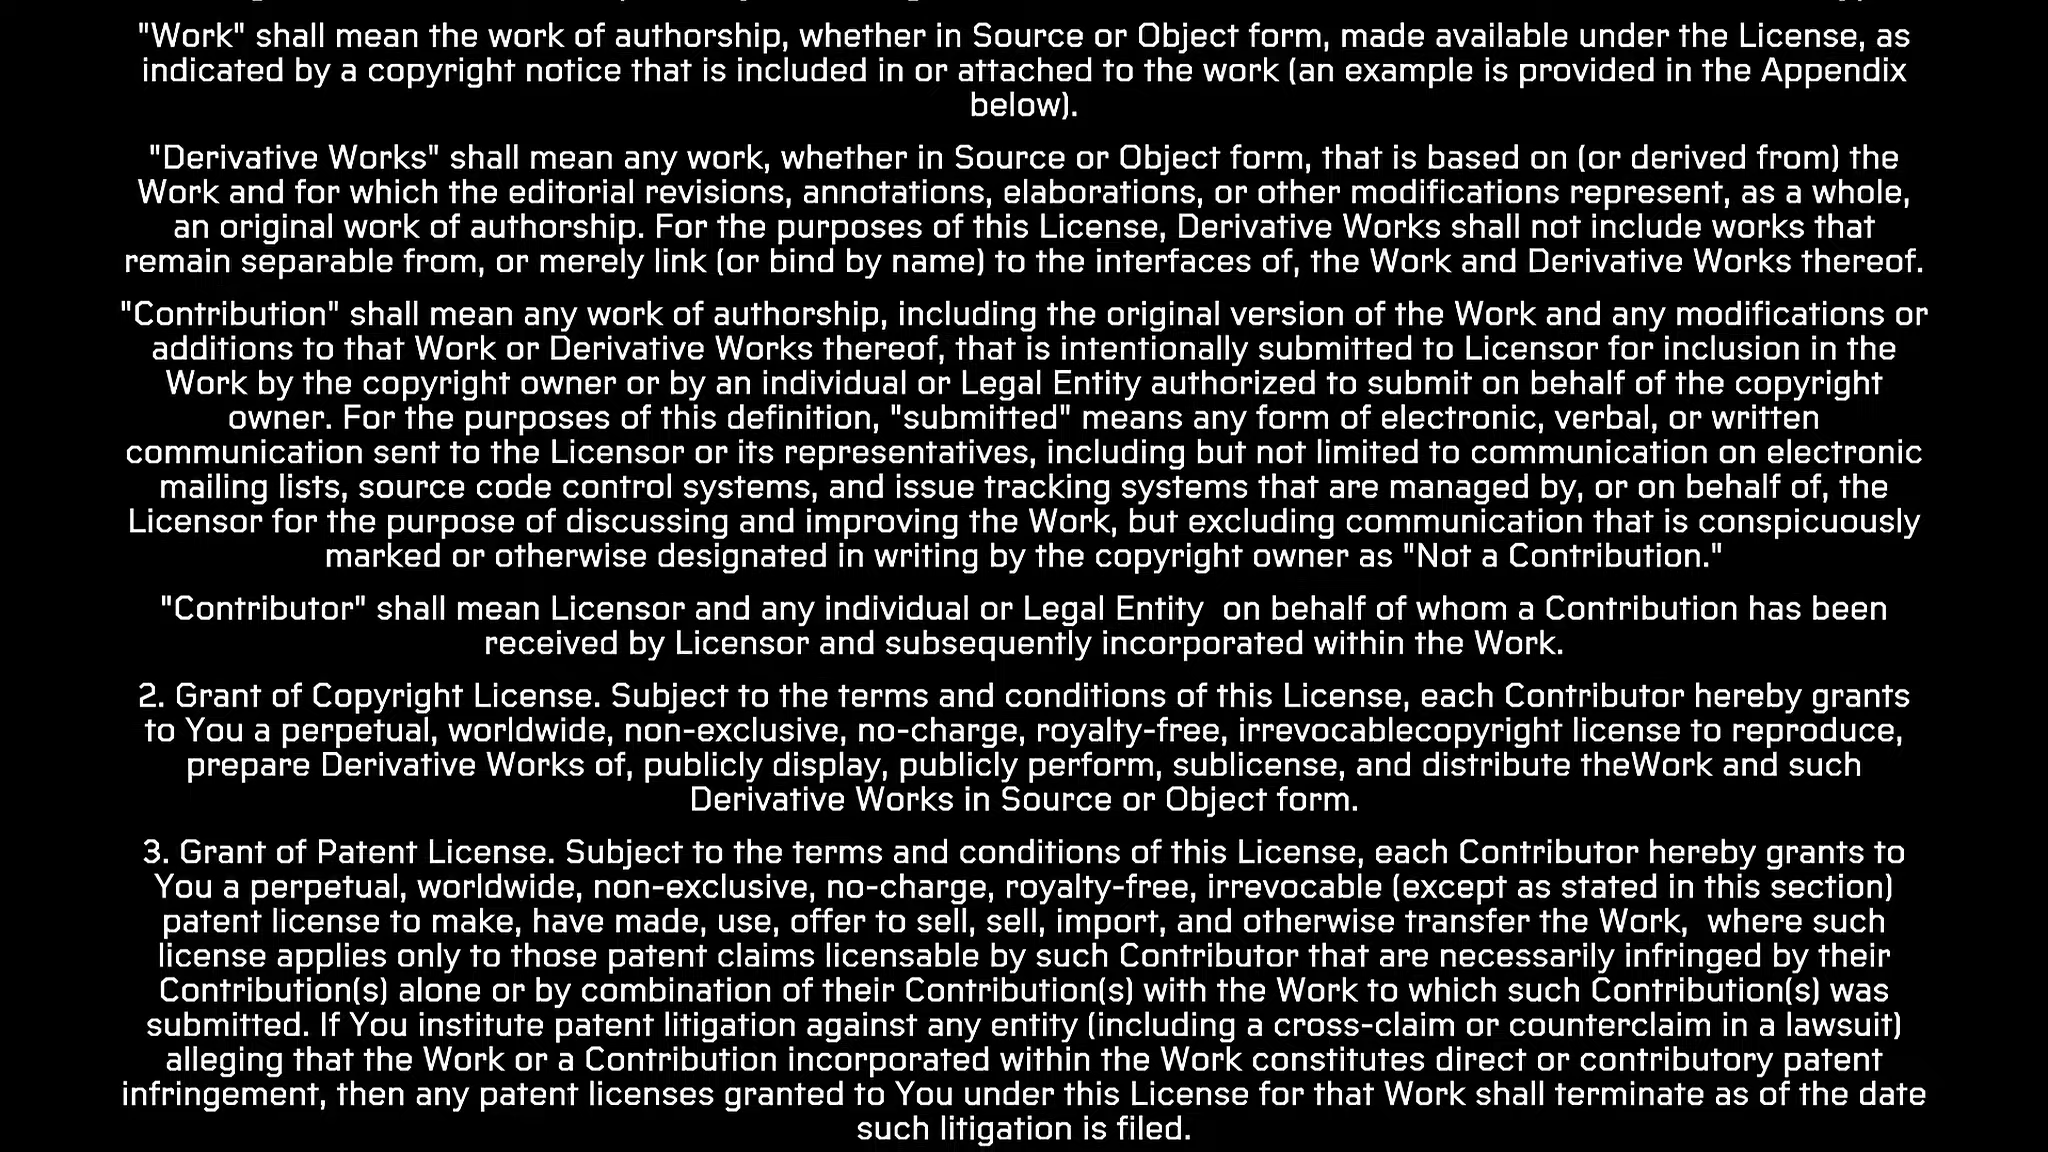 "Work" shall mean the work of authorship, whether in Source or Object form, made available under the License, as
indicated by a copyright notice that is included in or attached to the work (an example is provided in the Appendix
below).
"Derivative Works" shall mean any work, whether in Source or Object form, that is based on (or derived from) the
Work and for which the editorial revisions, annotations, elaborations, or other modifications represent, as a whole,
an original work of authorship. For the purposes of this License, Derivative Works shall not include works that
remain separable from, or merely link (or bind by name) to the interfaces of, the Work and Derivative Works thereof.
"Contribution" shall mean any work of authorship, including the original version of the Work and any modifications or
additions to that Work or Derivative Works thereof, that is intentionally submitted to Licensor for inclusion in the
Work by the copyright owner or by an individual or Legal Entity authorized to submit on behalf of the copyright
owner. For the purposes of this definition, "submitted" means any form of electronic, verbal, or written
communication sent to the Licensor or its representatives, including but not limited to communication on electronic
mailing lists, source code control systems, and issue tracking systems that are managed by, or on behalf of, the
Licensor for the purpose of discussing and improving the Work, but excluding communication that is conspicuously
marked or otherwise designated in writing by the copyright owner as "Not a Contribution."
"Contributor" shall mean Licensor and any individual or Legal Entity  on behalf of whom a Contribution has been
received by Licensor and subsequently incorporated within the Work.
2. Grant of Copyright License. Subject to the terms and conditions of this License, each Contributor hereby grants
to You a perpetual, worldwide, non-exclusive, no-charge, royalty-free, irrevocablecopyright license to reproduce,
prepare Derivative Works of, publicly display, publicly perform, sublicense, and distribute theWork and such
Derivative Works in Source or Object form.
3. Grant of Patent License. Subject to the terms and conditions of this License, each Contributor hereby grants to
You a perpetual, worldwide, non-exclusive, no-charge, royalty-free, irrevocable (except as stated in this section)
patent license to make, have made, use, offer to sell, sell, import, and otherwise transfer the Work,  where such
license applies only to those patent claims licensable by such Contributor that are necessarily infringed by their
Contribution(s) alone or by combination of their Contribution(s) with the Work to which such Contribution(s) was
submitted. If You institute patent litigation against any entity (including a cross-claim or counterclaim in a lawsuit)
alleging that the Work or a Contribution incorporated within the Work constitutes direct or contributory patent
infringement, then any patent licenses granted to You under this License for that Work shall terminate as of the date
such litigation is filed.